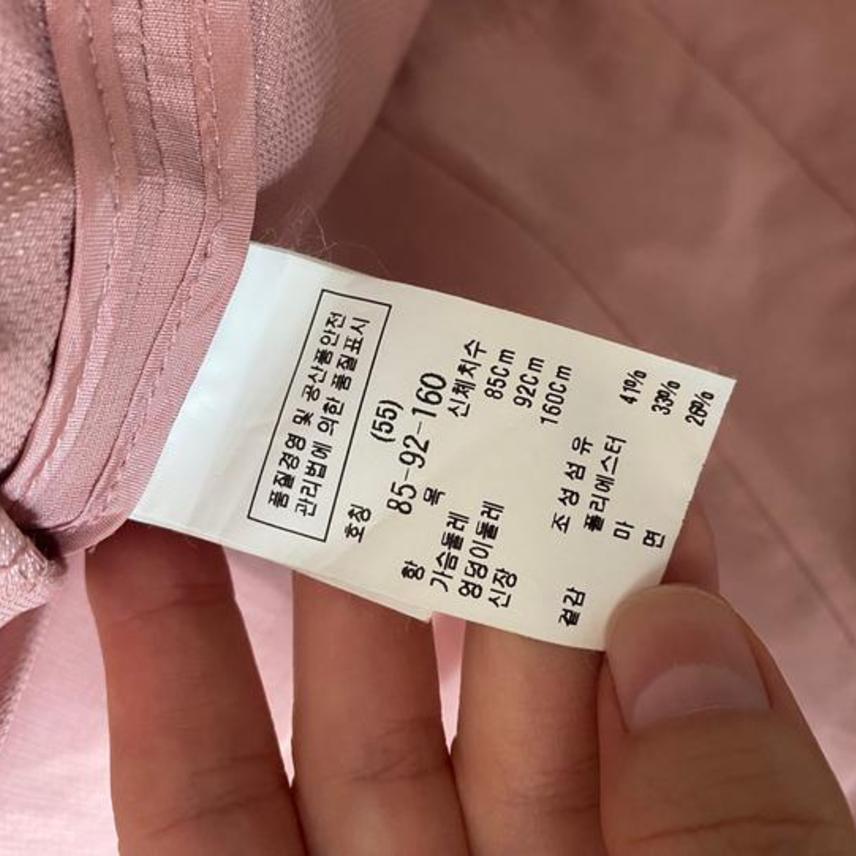 품질경영 및 공산품안전
관리법에 의한 품질표시
호칭 (55)
85-92-160
항 목 신체치수
가슴둘레 85Cm
엉덩이둘레 92Cm
신장 160Cm
조성섬유
겉감 폴리에스터 41%
마 33%
면 26%